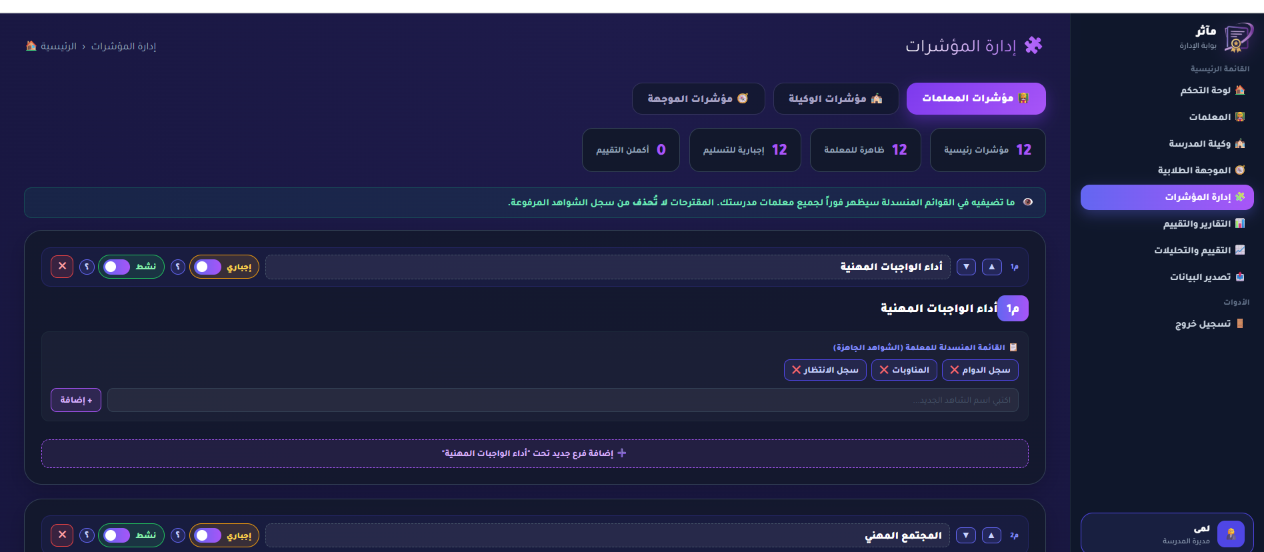 مآثر
بوابة الإدارة
القائمة الرئيسية
لوحة التحكم
المعلمات
وكيلة المدرسة
الموجهة الطلابية
إدارة المؤشرات
التقارير والتقييم
التقييم والتحليلات
تصدير البيانات
الأدوات
تسجيل خروج
لمى
مديرة المدرسة
إدارة المؤشرات
الرئيسية › إدارة المؤشرات
مؤشرات المعلمات
مؤشرات الوكيلة
مؤشرات الموجهة
12 مؤشرات رئيسية
12 ظاهرة للمعلمة
12 إجبارية للتسليم
0 أكملن التقييم
ما تضيفيه في القوائم المنسدلة سيظهر فوراً لجميع معلمات مدرستك. المقترحات لا تُحذف من سجل الشواهد المرفوعة.
م1 ▲ ▼ أداء الواجبات المهنية إجباري ؟ نشط ؟ ✕
م1 أداء الواجبات المهنية
القائمة المنسدلة للمعلمة (الشواهد الجاهزة)
سجل الدوام ❌ المناوبات ❌ سجل الانتظار ❌
اكتبي اسم الشاهد الجديد... + إضافة
➕ إضافة فرع جديد تحت "أداء الواجبات المهنية"
م2 ▲ ▼ المجتمع المهني إجباري ؟ نشط ؟ ✕